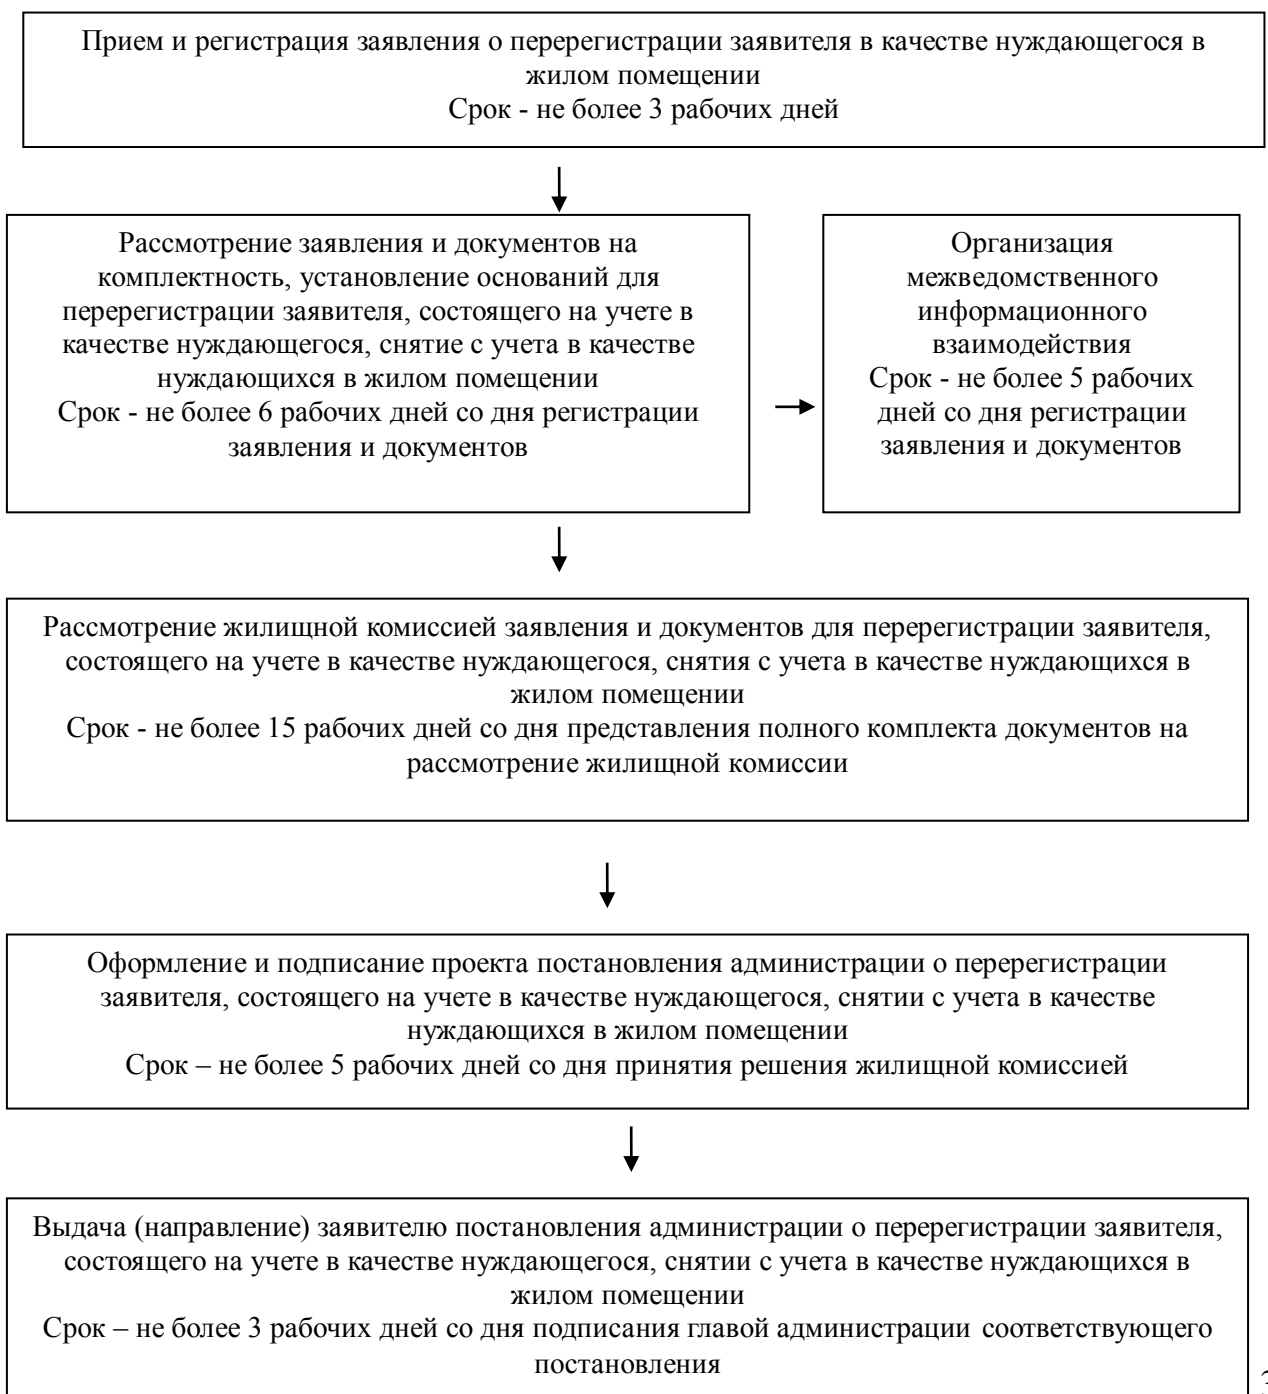 Прием и регистрация заявления о перерегистрации заявителя в качестве нуждающегося в
жилом помещении
Срок - не более 3 рабочих дней
Рассмотрение заявления и документов на
комплектность, установление оснований для
перерегистрации заявителя, состоящего на учете в
качестве нуждающегося, снятие с учета в качестве
нуждающихся в жилом помещении
Срок - не более 6 рабочих дней со дня регистрации
заявления и документов
Организация
межведомственного
информационного
взаимодействия
Срок - не более 5 рабочих
дней со дня регистрации
заявления и документов
Рассмотрение жилищной комиссией заявления и документов для перерегистрации заявителя,
состоящего на учете в качестве нуждающегося, снятия с учета в качестве нуждающихся в
жилом помещении
Срок - не более 15 рабочих дней со дня представления полного комплекта документов на
рассмотрение жилищной комиссии
Оформление и подписание проекта постановления администрации о перерегистрации
заявителя, состоящего на учете в качестве нуждающегося, снятии с учета в качестве
нуждающихся в жилом помещении
Срок – не более 5 рабочих дней со дня принятия решения жилищной комиссией
Выдача (направление) заявителю постановления администрации о перерегистрации заявителя,
состоящего на учете в качестве нуждающегося, снятии с учета в качестве нуждающихся в
жилом помещении
Срок – не более 3 рабочих дней со дня подписания главой администрации соответствующего
постановления